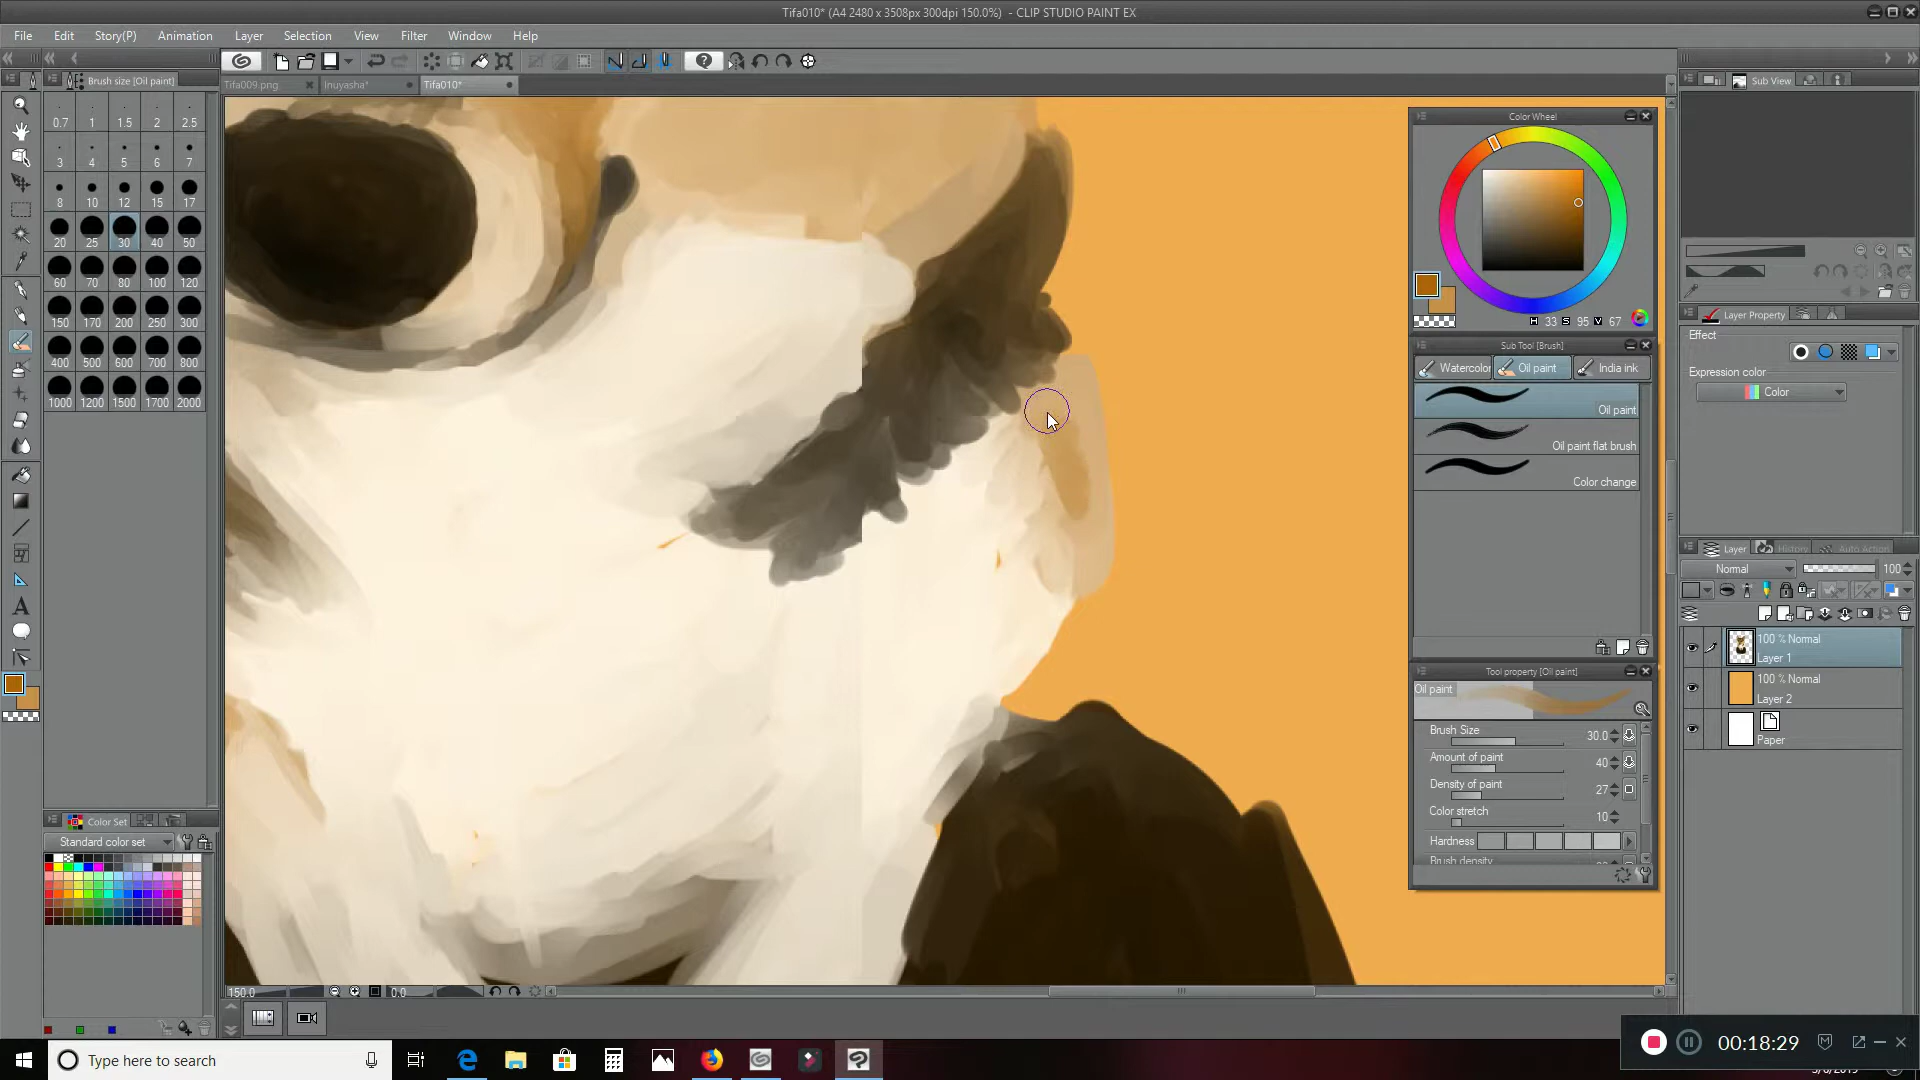 Tifa010* (A4 2480 x 3508px 300dpi 150.0%) - CLIP STUDIO PAINT EX
File Edit Story(P) Animation Layer Selection View Filter Window Help
Brush size [Oil paint]
Tifa009.png Inuyasha* Tifa010*
0.7 1 1.5 2 2.5
3 4 5 6 7
8 10 12 15 17
20 25 30 40 50
60 70 80 100 120
150 170 200 250 300
400 500 600 700 800
1000 1200 1500 1700 2000
Color Set
Standard color set
Color Wheel
H 33 S 95 V 67
Sub Tool [Brush]
Watercolor Oil paint India ink
Oil paint
Oil paint flat brush
Color change
Tool property [Oil paint]
Oil paint
Brush Size 30.0
Amount of paint 40
Density of paint 27
Color stretch 10
Hardness
Brush density
Sub View
Layer Property
Effect
Expression color
Color
Layer History Auto Action
Normal 100
100 % Normal
Layer 1
100 % Normal
Layer 2
Paper
150.0 0.0
Type here to search
00:18:29